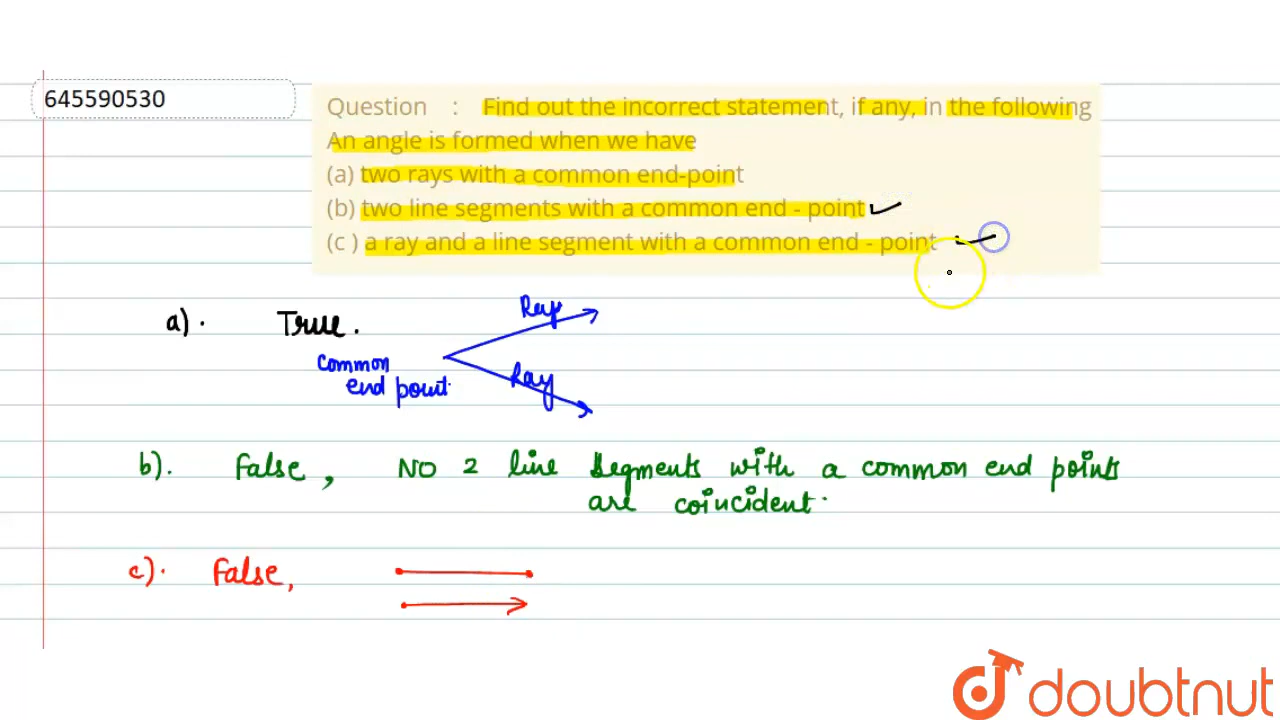 645590530
Question : Find out the incorrect statement, if any, in the following
An angle is formed when we have
(a) two rays with a common end-point
(b) two line segments with a common end - point
(c ) a ray and a line segment with a common end - point
a). True.
Ray
Common
end point.
Ray
b). False, NO 2 line segments with a common end points
are coincident.
c). False,
doubtnut